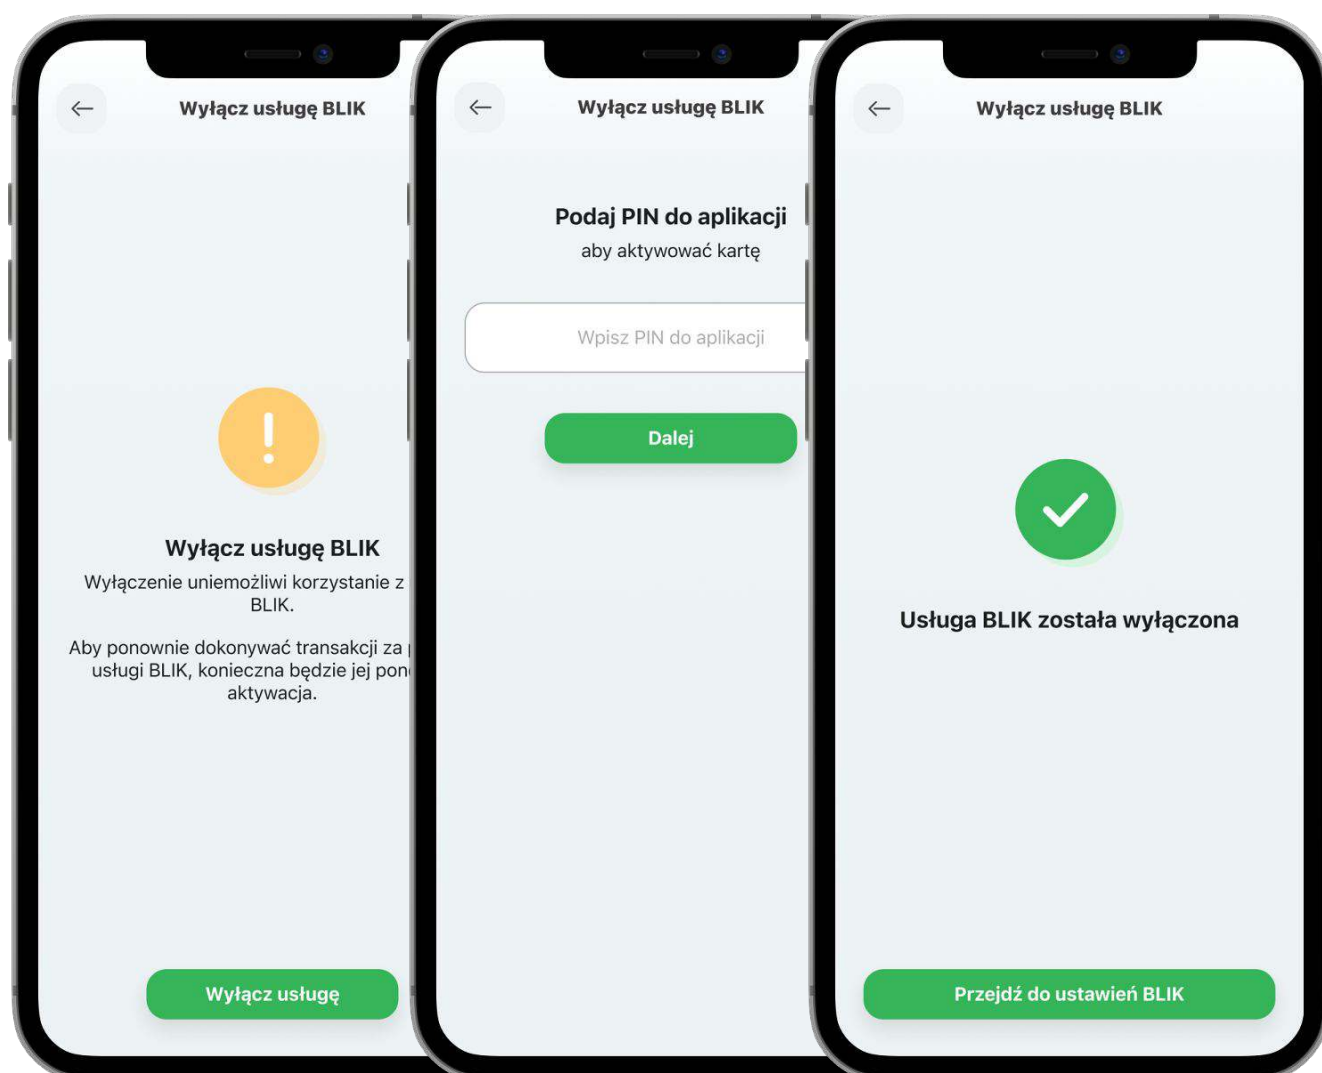 Wyłącz usługę BLIK
Wyłącz usługę BLIK
Wyłączenie uniemożliwi korzystanie z
BLIK.
Aby ponownie dokonywać transakcji za
usługi BLIK, konieczna będzie jej
aktywacja.
Wyłącz usługę
Wyłącz usługę BLIK
Podaj PIN do aplikacji
aby aktywować kartę
Wpisz PIN do aplikacji
Dalej
Wyłącz usługę BLIK
Usługa BLIK została wyłączona
Przejdź do ustawień BLIK